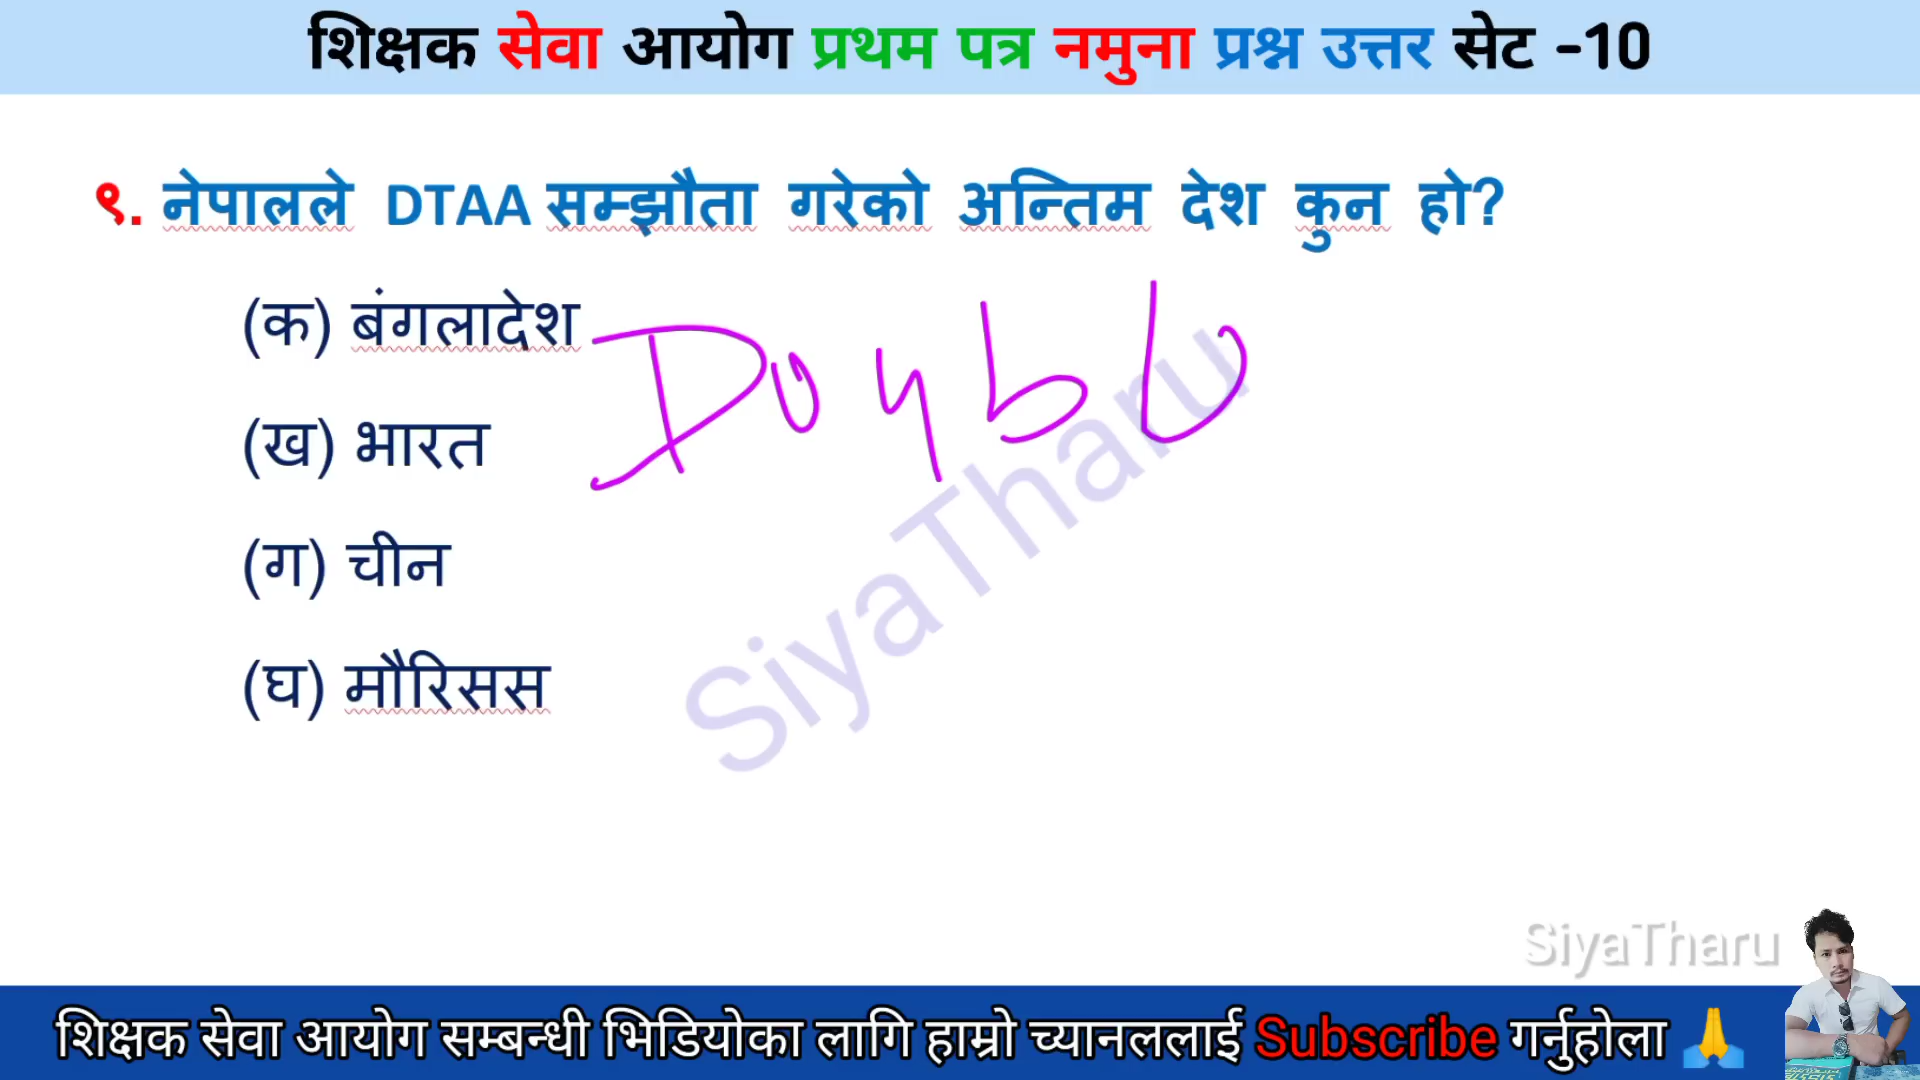 शिक्षक सेवा आयोग प्रथम पत्र नमुना प्रश्न उत्तर सेट -10
९. नेपालले DTAA सम्झौता गरेको अन्तिम देश कुन हो?
(क) बंगलादेश
(ख) भारत
(ग) चीन
(घ) मौरिसस
SiyaTharu
SiyaTharu
शिक्षक सेवा आयोग सम्बन्धी भिडियोका लागि हाम्रो च्यानललाई Subscribe गर्नुहोला 🙏